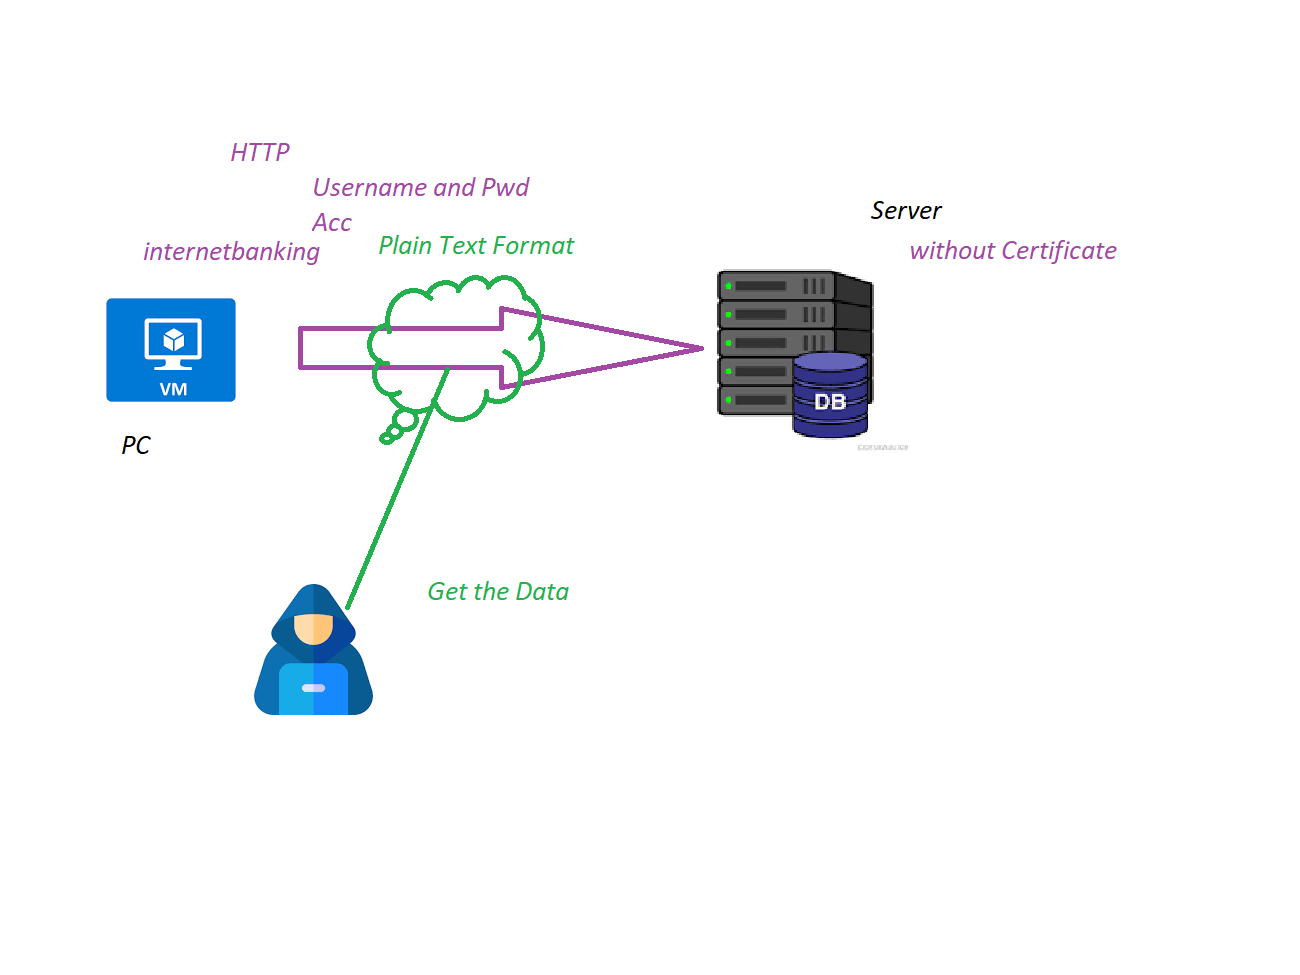 HTTP
Username and Pwd
Acc
internetbanking
Plain Text Format
Server
without Certificate
VM
DB
PC
Get the Data